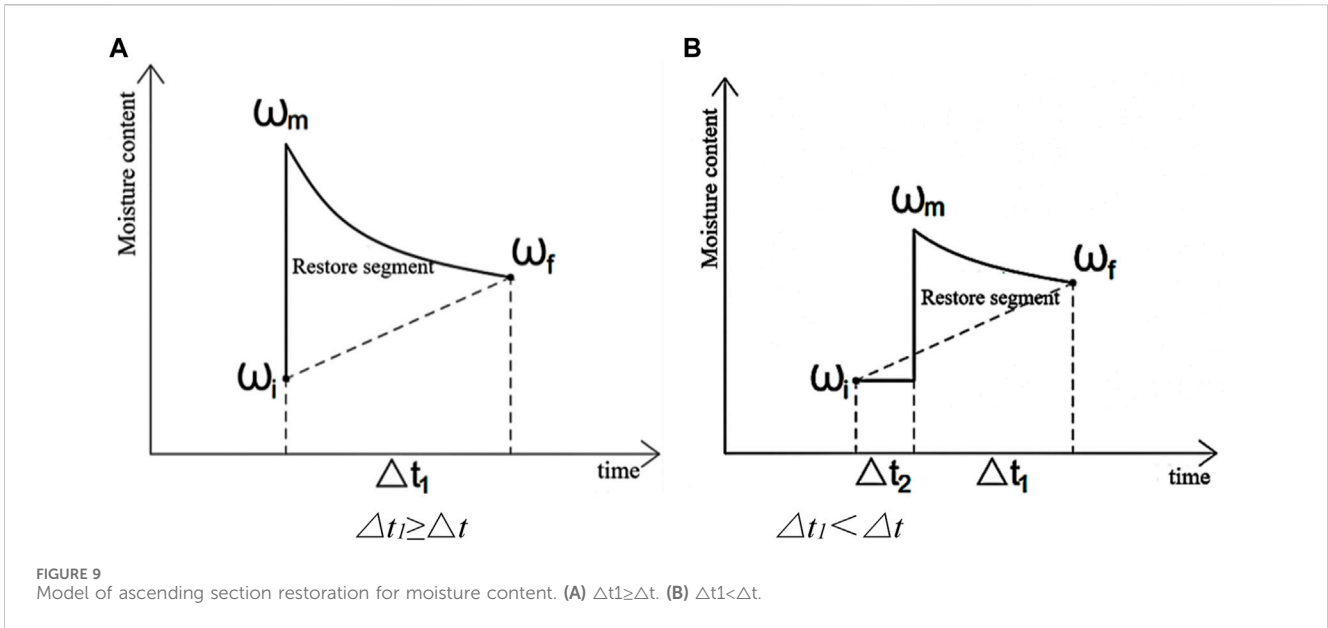 A
Moisture content
ωm
Restore segment
ωf
ωi
time
△t1
△t1≥△t
B
Moisture content
ωm
ωf
Restore segment
ωi
△t2
△t1
time
△t1<△t
FIGURE 9
Model of ascending section restoration for moisture content. (A) △t1≥△t. (B) △t1<△t.